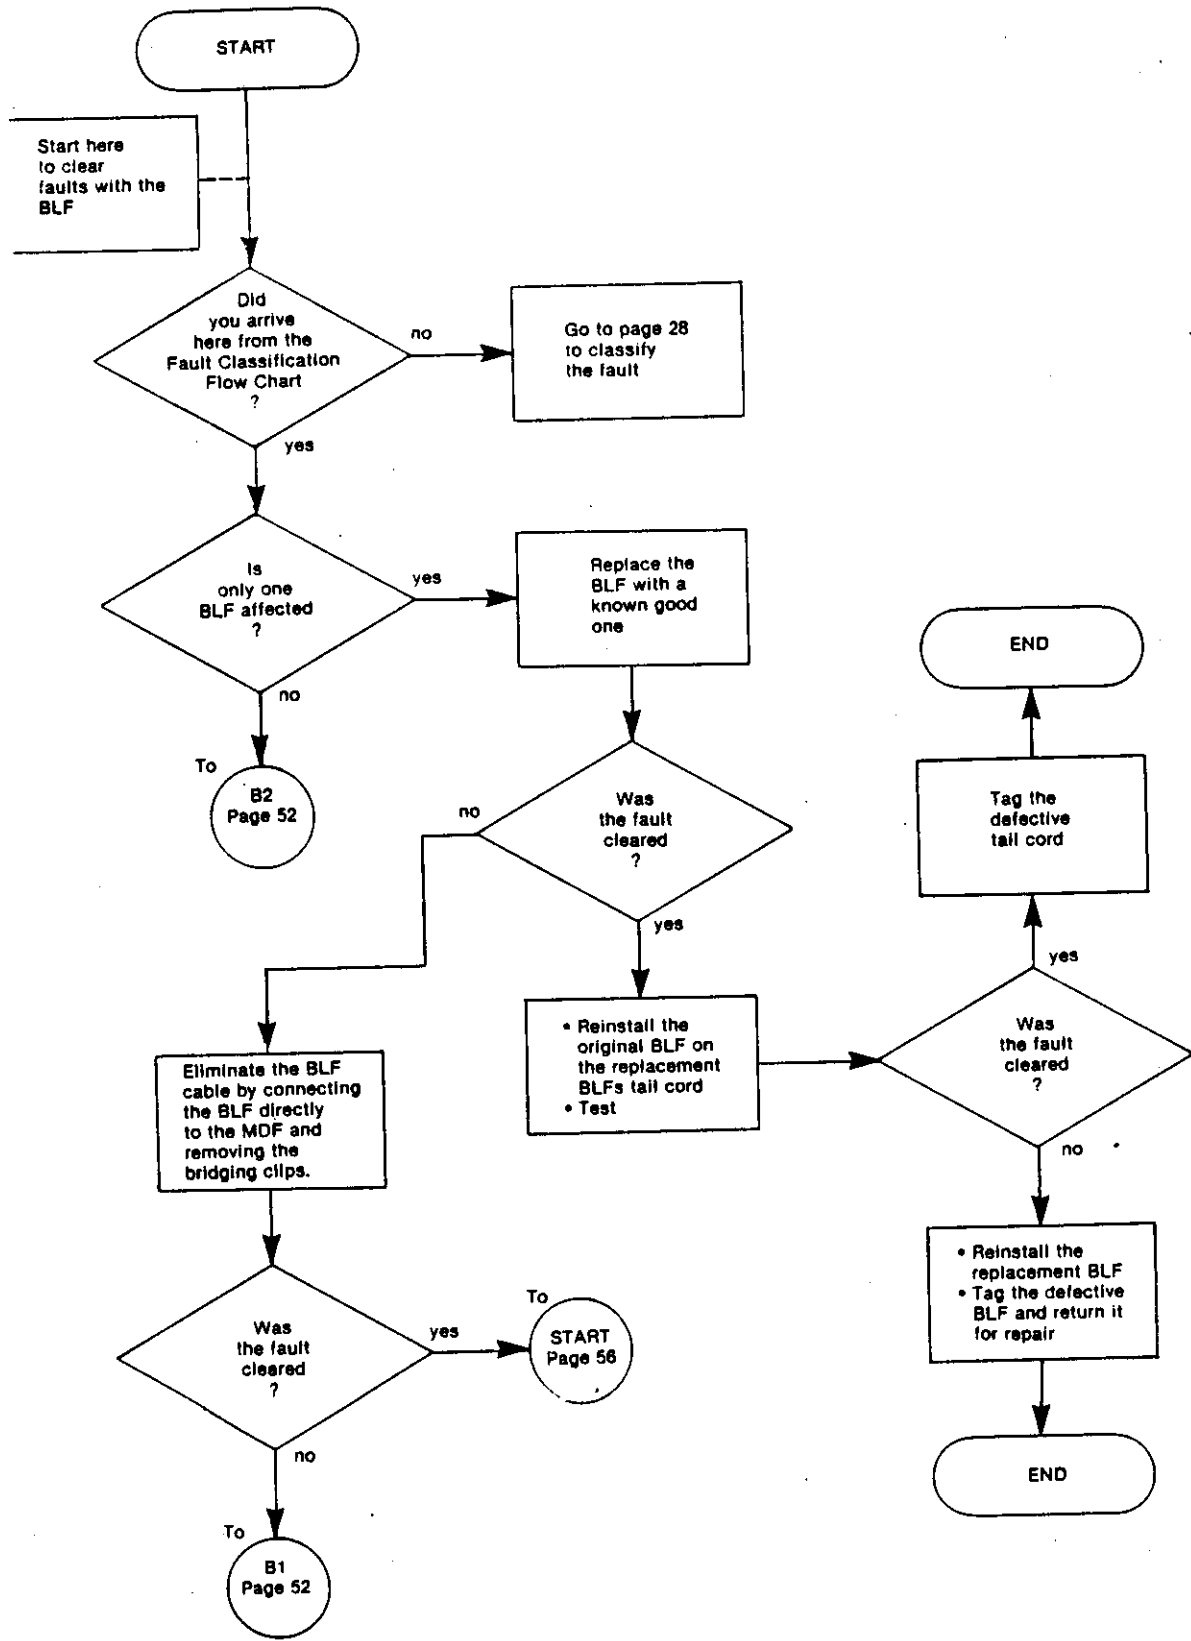 START
Start here
to clear
faults with the
BLF
Did
you arrive
here from the
Fault Classification
Flow Chart
?
no
Go to page 28
to classify
the fault
yes
Is
only one
BLF affected
?
yes
Replace the
BLF with a
known good
one
no
To
B2
Page 52
Was
the fault
cleared
?
no
yes
END
Tag the
defective
tail cord
yes
Was
the fault
cleared
?
no
• Reinstall the
original BLF on
the replacement
BLFs tail cord
• Test
Eliminate the BLF
cable by connecting
the BLF directly
to the MDF and
removing the
bridging clips.
• Reinstall the
replacement BLF
• Tag the defective
BLF and return it
for repair
END
Was
the fault
cleared
?
yes
To
START
Page 56
no
To
B1
Page 52